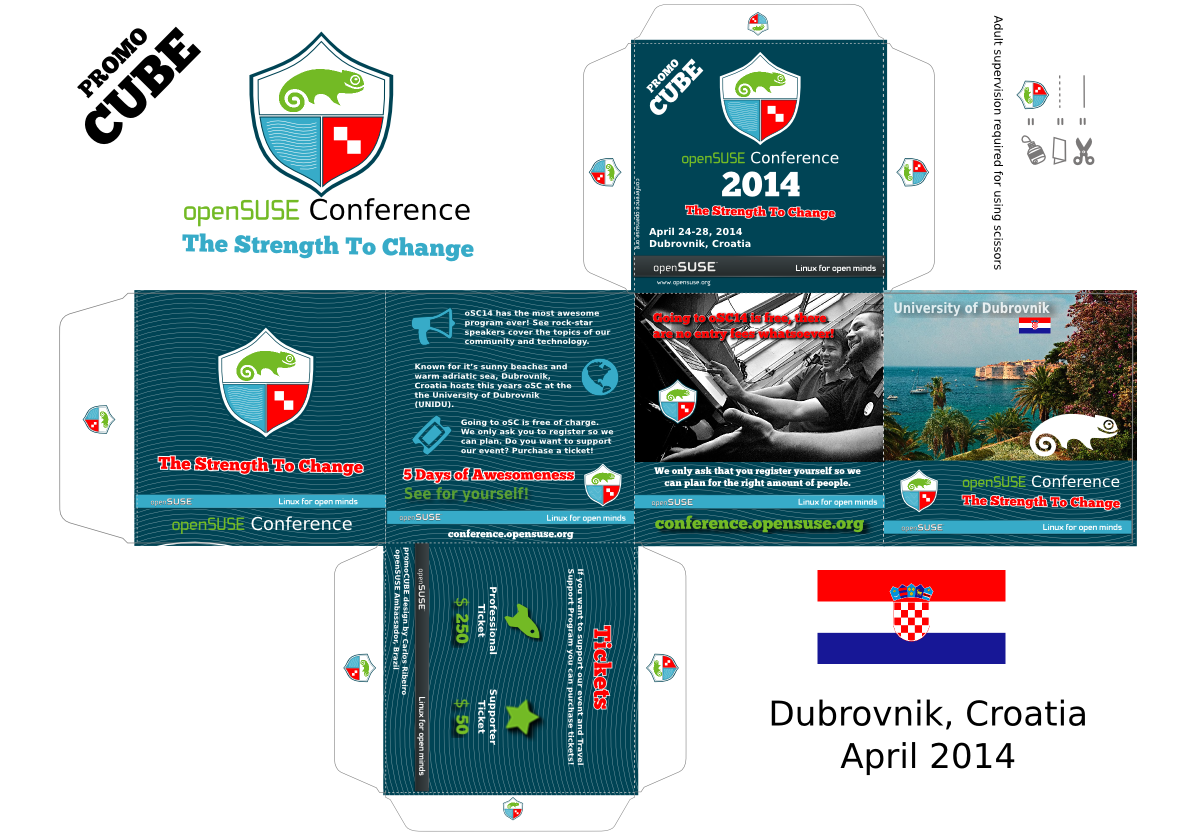 PROMO
CUBE
openSUSE Conference
The Strength To Change
PROMO
CUBE
openSUSE Conference
2014
The Strength To Change
April 24-28, 2014
Dubrovnik, Croatia
openSUSE
Linux for open minds
www.opensuse.org
conference.opensuse.org
Adult supervision required for using scissors
=
=
=
The Strength To Change
openSUSE
Linux for open minds
openSUSE Conference
oSC14 has the most awesome
program ever! See rock-star
speakers cover the topics of our
community and technology.
Known for it's sunny beaches and
warm adriatic sea, Dubrovnik,
Croatia hosts this years oSC at the
the University of Dubrovnik
(UNIDU).
Going to oSC is free of charge.
We only ask you to register so we
can plan. Do you want to support
our event? Purchase a ticket!
5 Days of Awesomeness
See for yourself!
openSUSE
Linux for open minds
conference.opensuse.org
Going to oSC14 is free, there
are no entry fees whatsoever!
We only ask that you register yourself so we
can plan for the right amount of people.
openSUSE
Linux for open minds
conference.opensuse.org
University of Dubrovnik
openSUSE Conference
The Strength To Change
openSUSE
Linux for open minds
Tickets
If you want to support our event and Travel
Support Program you can purchase tickets!
Professional
Ticket
$ 250
Supporter
Ticket
$ 50
openSUSE
Linux for open minds
promoCUBE design by Carlos Ribeiro
openSUSE Ambassador, Brazil
Dubrovnik, Croatia
April 2014